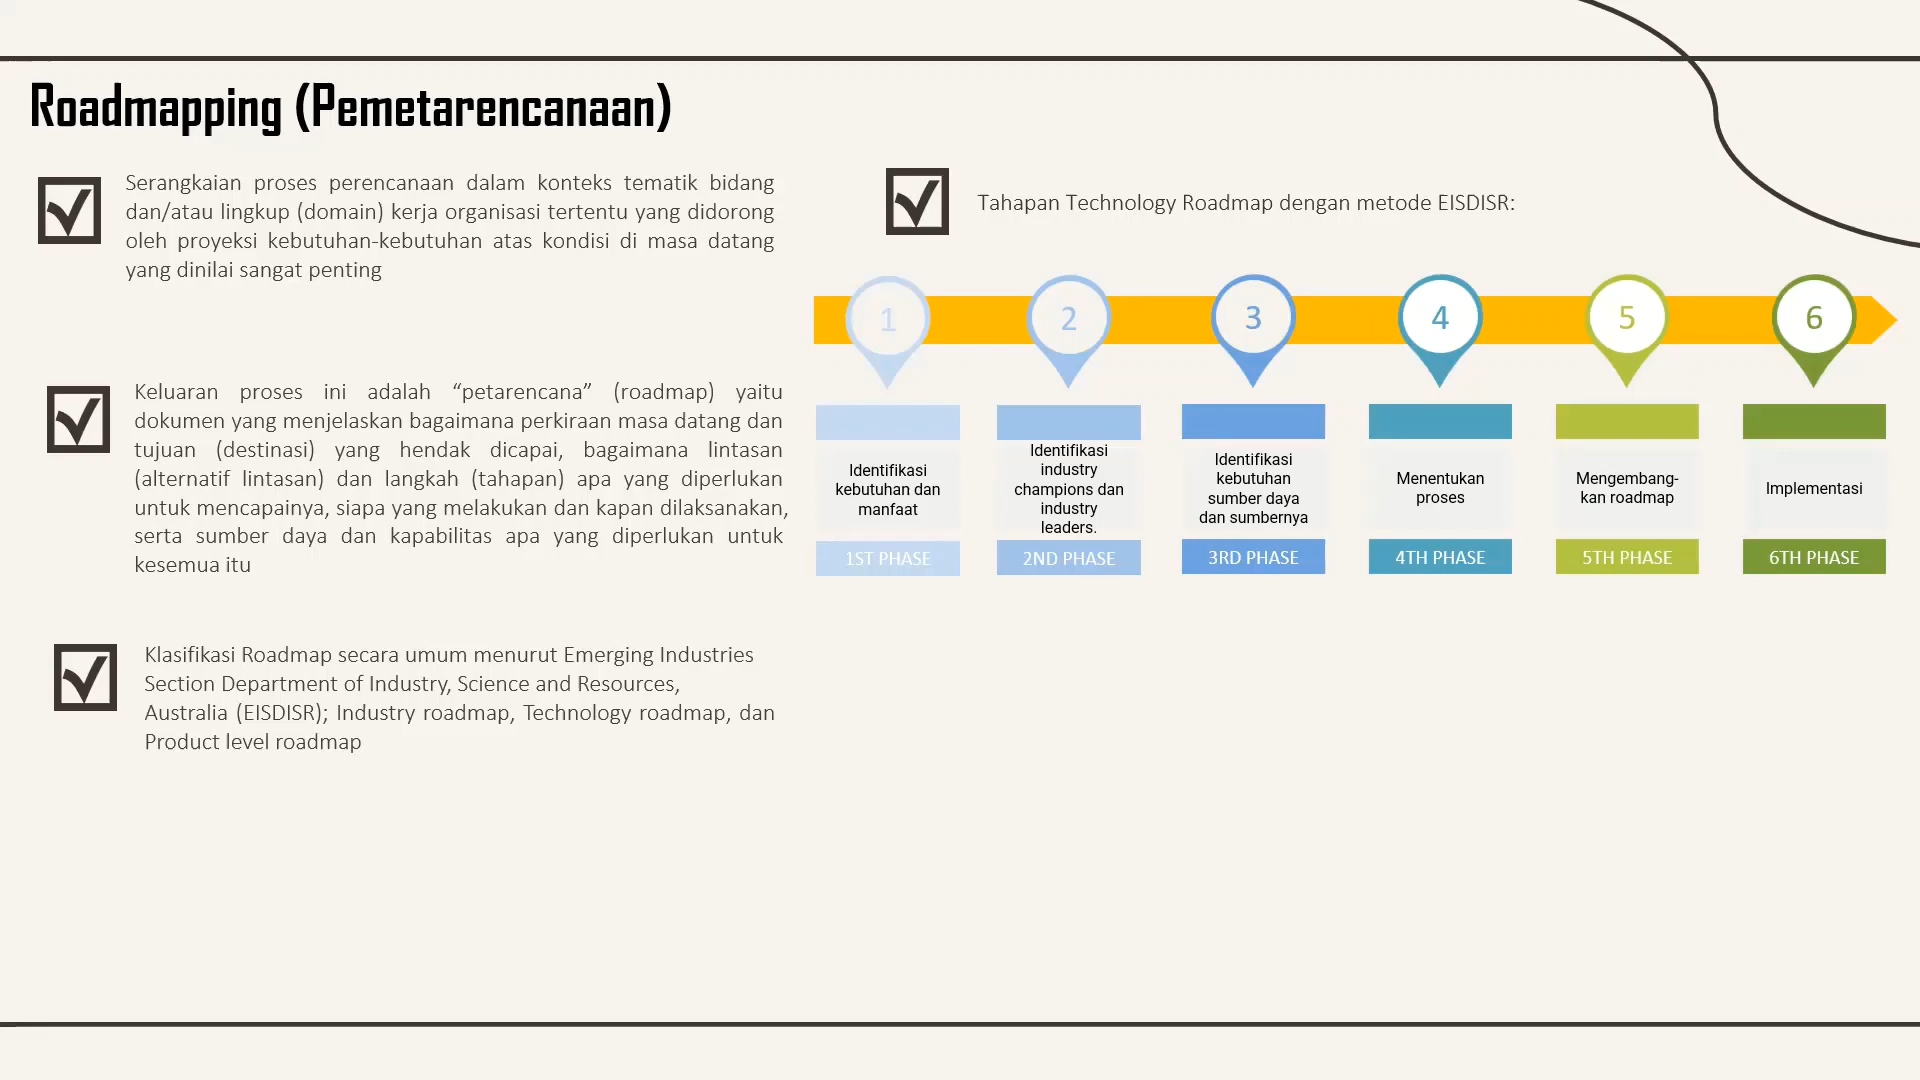 Roadmapping (Pemetarencanaan)
Serangkaian proses perencanaan dalam konteks tematik bidang
dan/atau lingkup (domain) kerja organisasi tertentu yang didorong
oleh proyeksi kebutuhan-kebutuhan atas kondisi di masa datang
yang dinilai sangat penting
Keluaran proses ini adalah “petarencana” (roadmap) yaitu
dokumen yang menjelaskan bagaimana perkiraan masa datang dan
tujuan (destinasi) yang hendak dicapai, bagaimana lintasan
(alternatif lintasan) dan langkah (tahapan) apa yang diperlukan
untuk mencapainya, siapa yang melakukan dan kapan dilaksanakan,
serta sumber daya dan kapabilitas apa yang diperlukan untuk
kesemua itu
Klasifikasi Roadmap secara umum menurut Emerging Industries
Section Department of Industry, Science and Resources,
Australia (EISDISR); Industry roadmap, Technology roadmap, dan
Product level roadmap
Tahapan Technology Roadmap dengan metode EISDISR:
1
Identifikasi
kebutuhan dan
manfaat
1ST PHASE
2
Identifikasi
industry
champions dan
industry
leaders.
2ND PHASE
3
Identifikasi
kebutuhan
sumber daya
dan sumbernya
3RD PHASE
4
Menentukan
proses
4TH PHASE
5
Mengembang-
kan roadmap
5TH PHASE
6
Implementasi
6TH PHASE